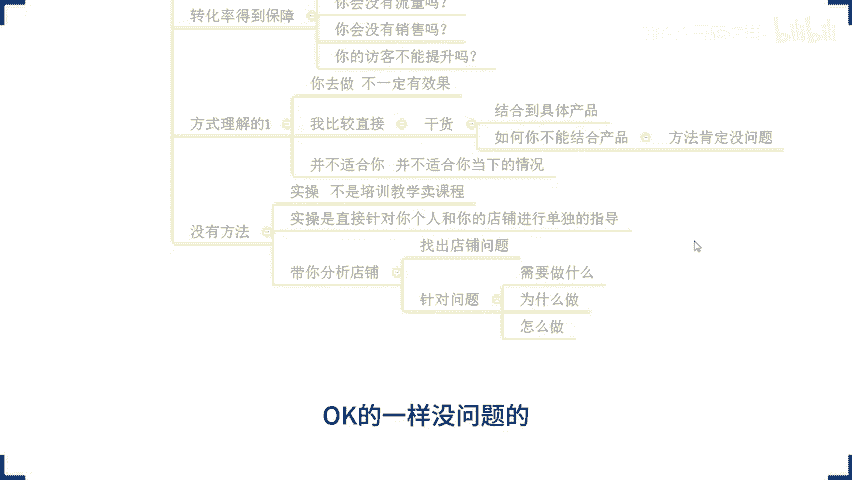 你会没有流量吗?
转化率得到保障
你会没有销售吗?
你的访客不能提升吗?
你去做 不一定有效果
方式理解的1
我比较直接
干货
结合到具体产品
如何你不能结合产品
方法肯定没问题
并不适合你 并不适合你当下的情况
实操 不是培训教学卖课程
没有方法
实操是直接针对你个人和你的店铺进行单独的指导
带你分析店铺
找出店铺问题
针对问题
需要做什么
为什么做
怎么做
OK的一样没问题的
bilibili